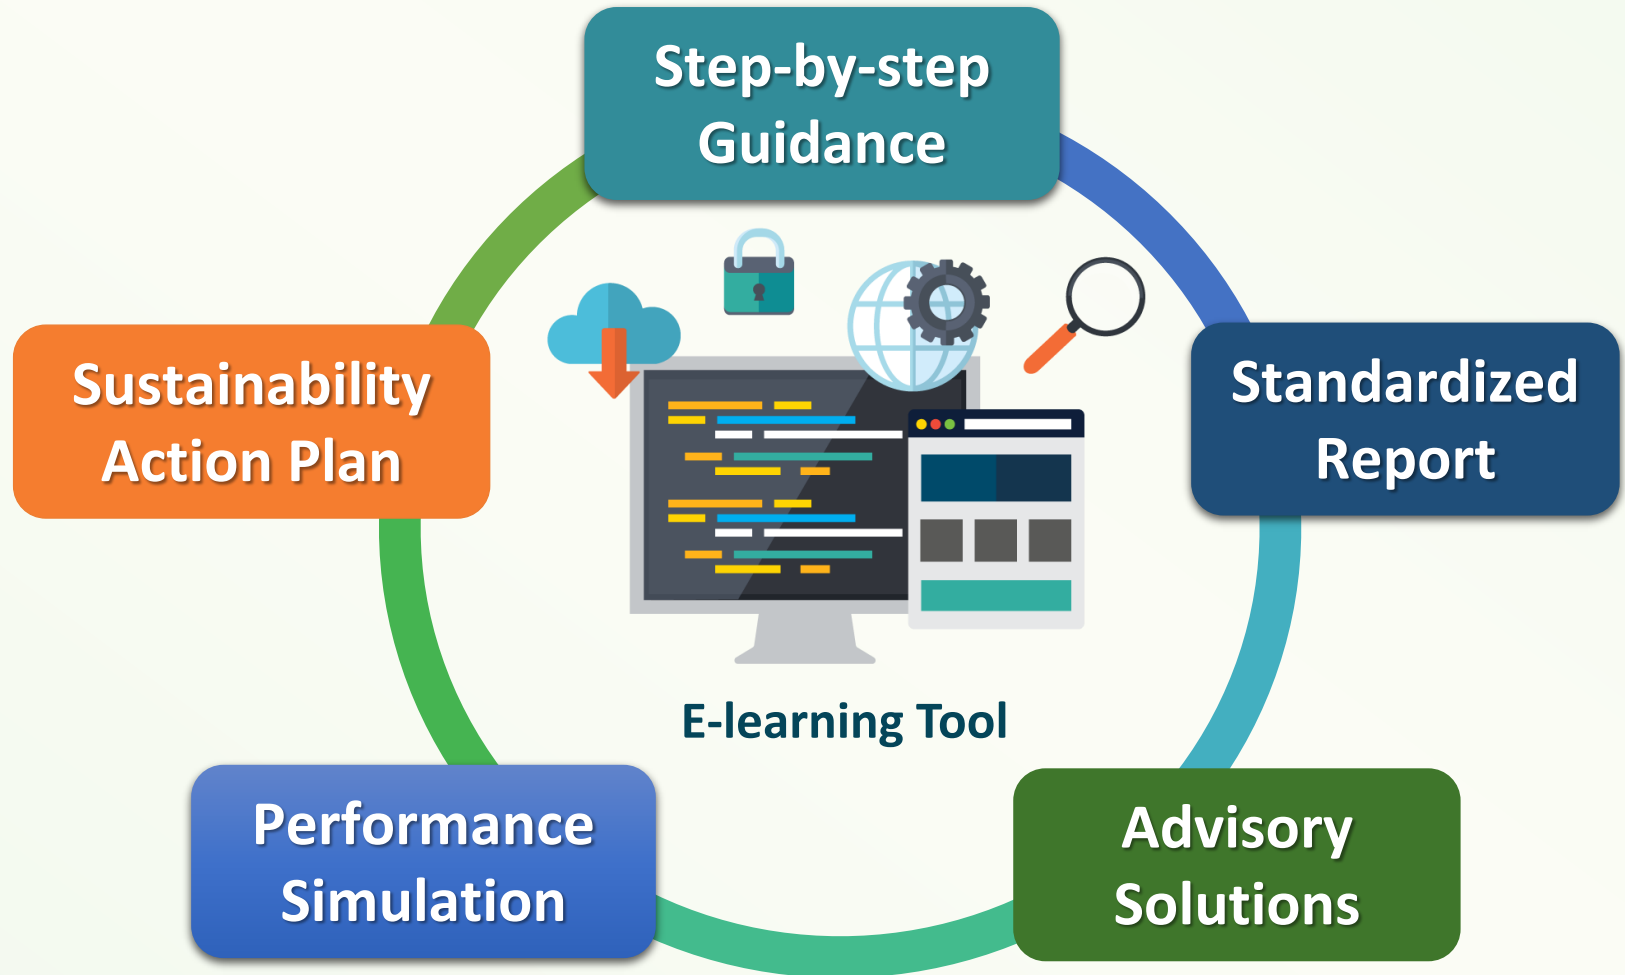 Step-by-step
Guidance
Sustainability
Action Plan
Standardized
Report
E-learning Tool
Performance
Simulation
Advisory
Solutions